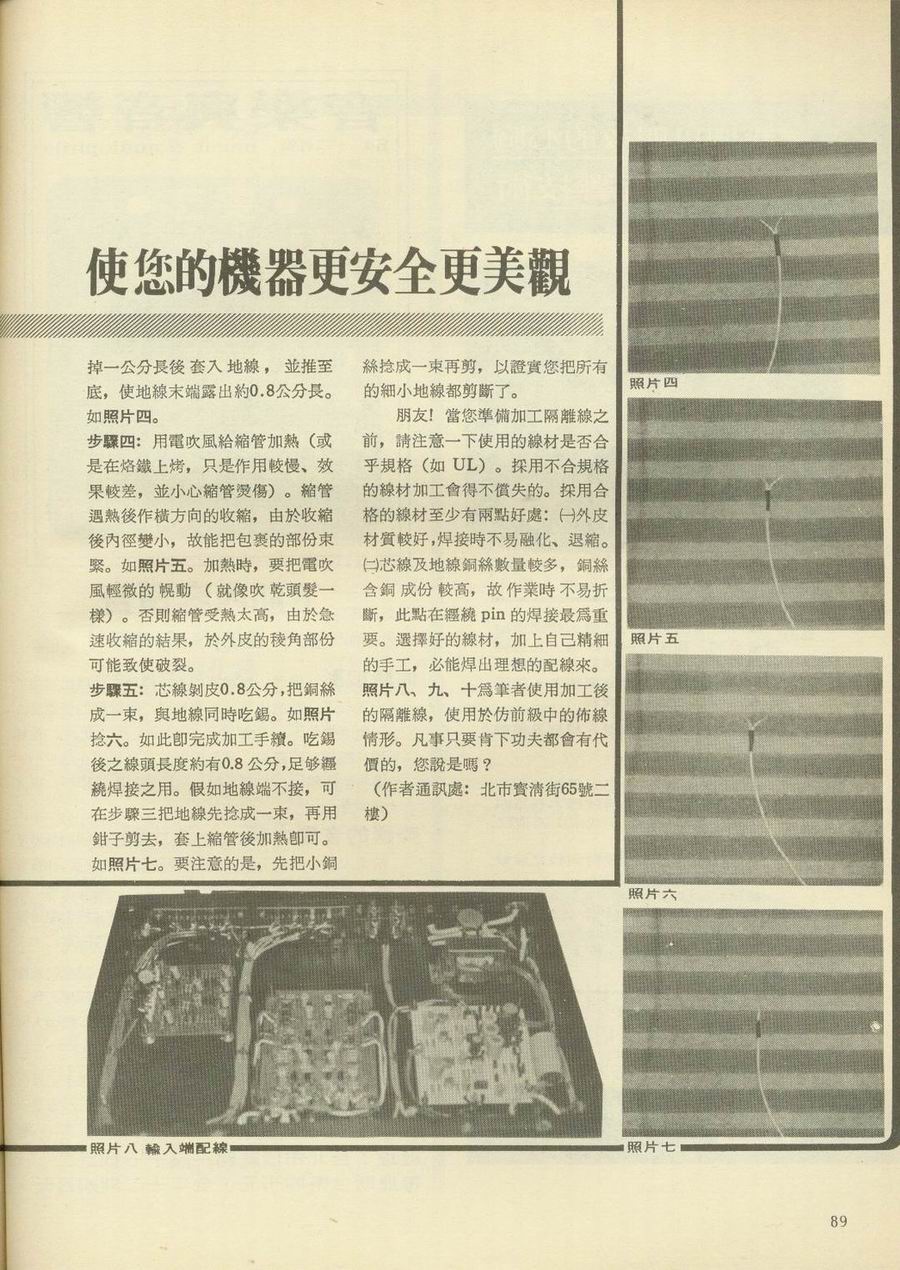 使您的機器更安全更美觀
掉一公分長後套入地線，並推至
底，使地線末端露出約0.8公分長。
如照片四。
步驟四：用電吹風給縮管加熱（或
是在烙鐵上烤，只是作用較慢、效
果較差，並小心縮管燙傷）。縮管
遇熱後作橫方向的收縮，由於收縮
後內徑變小，故能把包裹的部份束
緊。如照片五。加熱時，要把電吹
風輕微的幌動（就像吹乾頭髮一
樣）。否則縮管受熱太高，由於急
速收縮的結果，於外皮的稜角部份
可能致使破裂。
步驟五：芯線剝皮0.8公分，把銅絲
成一束，與地線同時吃錫。如照片
捻六。如此卽完成加工手續。吃錫
後之線頭長度約有0.8公分，足够纒
繞焊接之用。假如地線端不接，可
在步驟三把地線先捻成一束，再用
鉗子剪去，套上縮管後加熱卽可。
如照片七。要注意的是，先把小銅
絲捻成一束再剪，以證實您把所有
的細小地線都剪斷了。
朋友！當您準備加工隔離線之
前，請注意一下使用的線材是否合
乎規格（如 UL）。採用不合規格
的線材加工會得不償失的。採用合
格的線材至少有兩點好處：㈠外皮
材質較好，焊接時不易融化、退縮。
㈡芯線及地線銅絲數量較多，銅絲
含銅成份較高，故作業時不易折
斷，此點在纒繞 pin 的焊接最爲重
要。選擇好的線材，加上自己精細
的手工，必能焊出理想的配線來。
照片八、九、十爲筆者使用加工後
的隔離線，使用於仿前級中的佈線
情形。凡事只要肯下功夫都會有代
價的，您說是嗎？
（作者通訊處：北市寳淸街65號二
樓）
照片四
照片五
照片六
照片七
照片八 輸入端配線
89